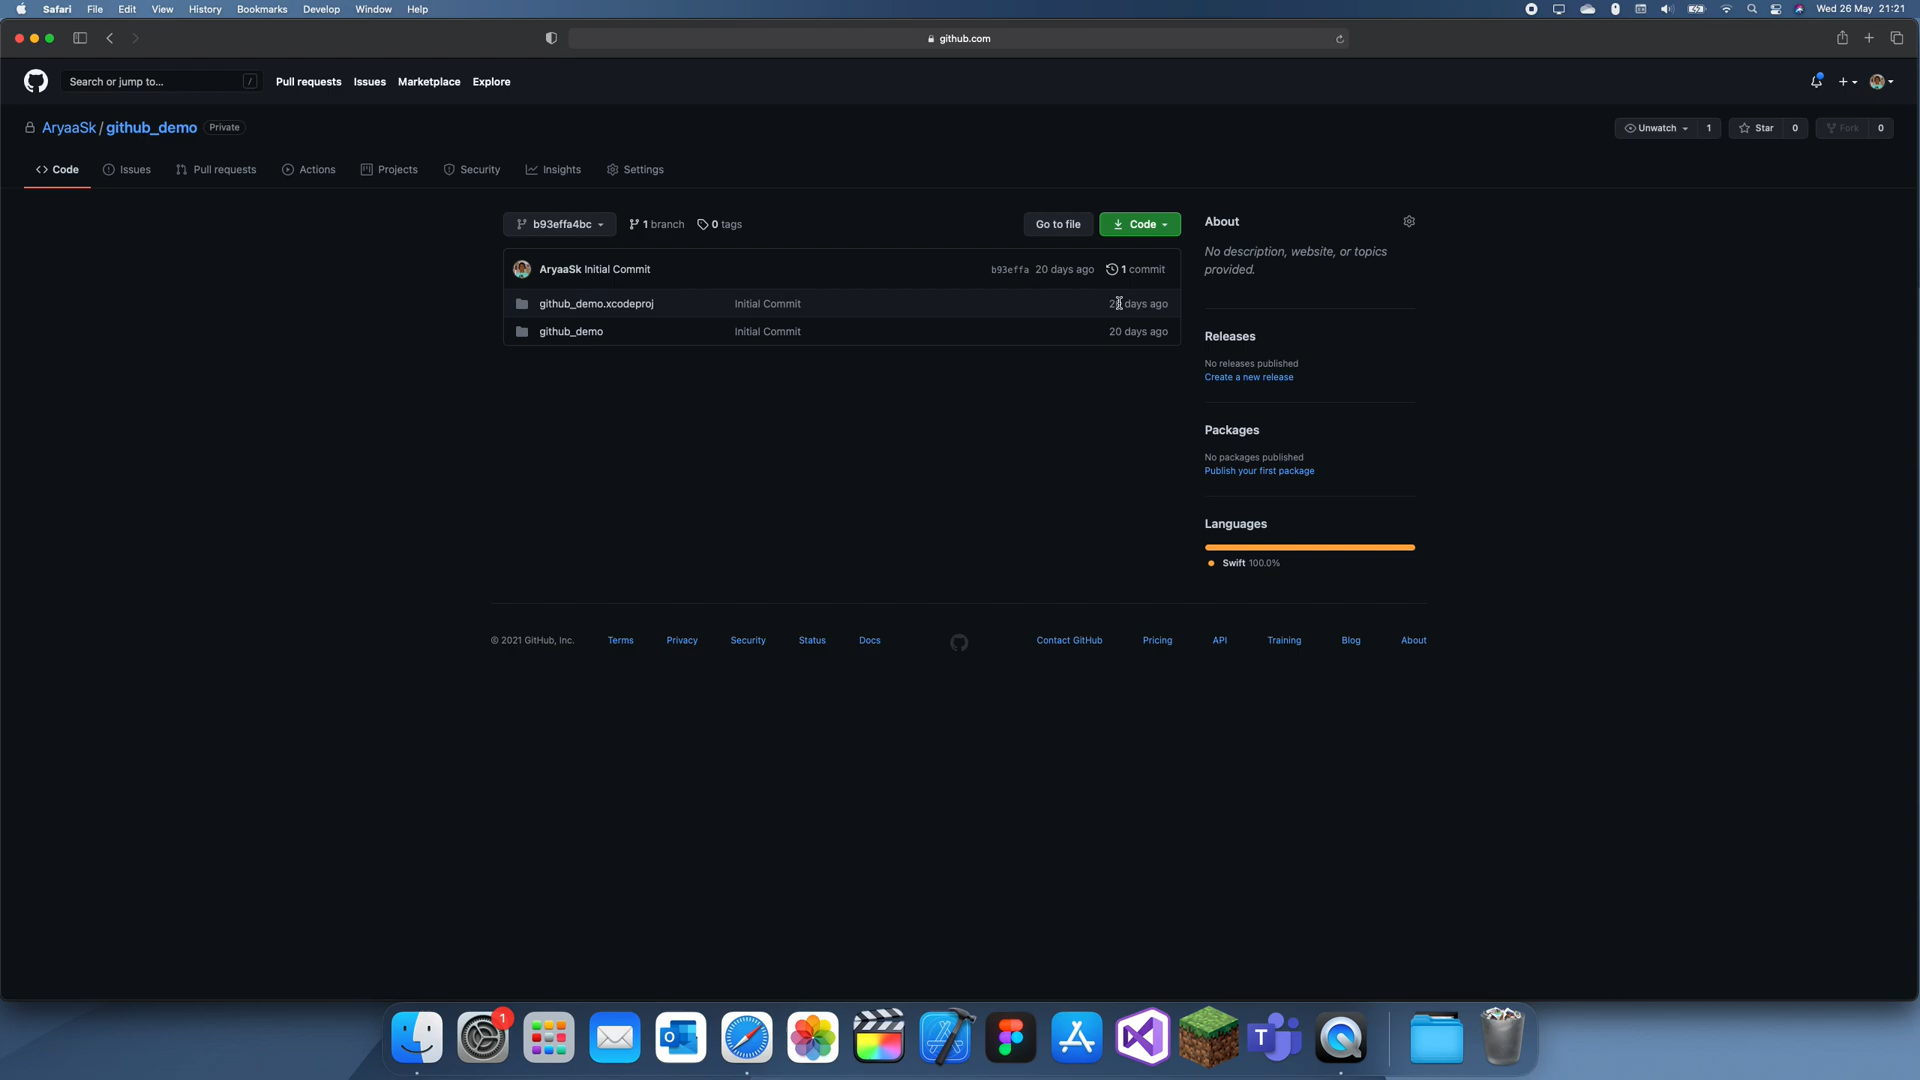 Safari File Edit View History Bookmarks Develop Window Help Wed 26 May 21:21
github.com
Search or jump to... / Pull requests Issues Marketplace Explore
AryaaSk / github_demo Private Unwatch 1 Star 0 Fork 0
Code Issues Pull requests Actions Projects Security Insights Settings
b93effa4bc 1 branch 0 tags Go to file Code
AryaaSk Initial Commit b93effa 20 days ago 1 commit
github_demo.xcodeproj Initial Commit 20 days ago
github_demo Initial Commit 20 days ago
About
No description, website, or topics
provided.
Releases
No releases published
Create a new release
Packages
No packages published
Publish your first package
Languages
Swift 100.0%
© 2021 GitHub, Inc. Terms Privacy Security Status Docs Contact GitHub Pricing API Training Blog About
1